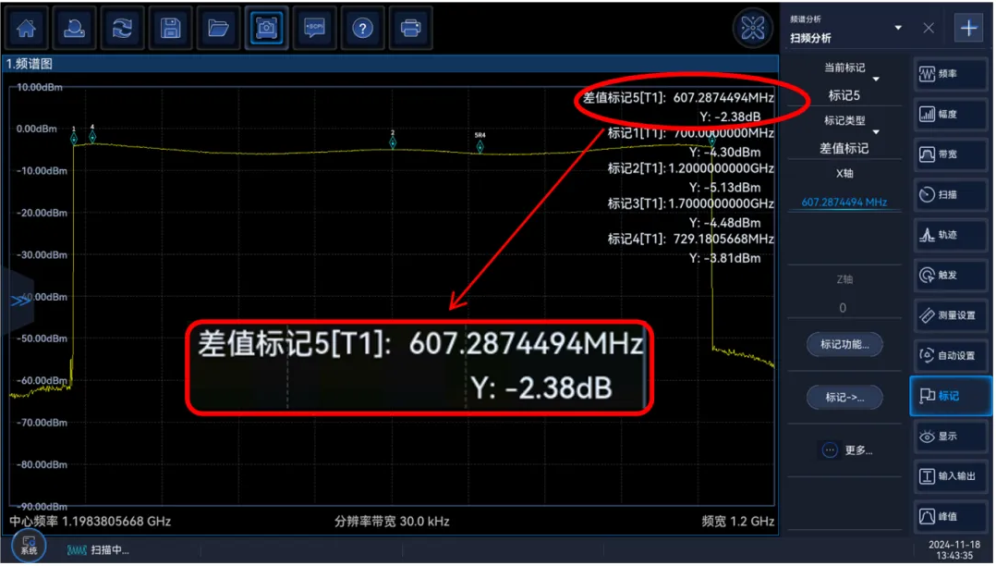 +SOPI
?
频谱分析
扫频分析
1.频谱图
10.00dBm
0.00dBm
-10.00dBm
-20.00dBm
-30.00dBm
-40.00dBm
-50.00dBm
-60.00dBm
-70.00dBm
-80.00dBm
-90.00dBm
1
4
2
5R4
差值标记5[T1]: 607.2874494MHz
Y: -2.38dB
标记1[T1]: 700.0000000MHz
Y: -4.30dBm
标记2[T1]: 1.2000000000GHz
Y: -5.13dBm
标记3[T1]: 1.7000000000GHz
Y: -4.48dBm
标记4[T1]: 729.1805668MHz
Y: -3.81dBm
差值标记5[T1]: 607.2874494MHz
Y: -2.38dB
中心频率 1.1983805668 GHz
分辨率带宽 30.0 kHz
频宽 1.2 GHz
当前标记
标记5
标记类型
差值标记
X轴
607.2874494 MHz
Z轴
0
标记功能...
标记->...
更多...
频率
幅度
带宽
扫描
轨迹
触发
测量设置
自动设置
标记
显示
输入输出
峰值
系统
扫描中...
2024-11-18
13:43:35